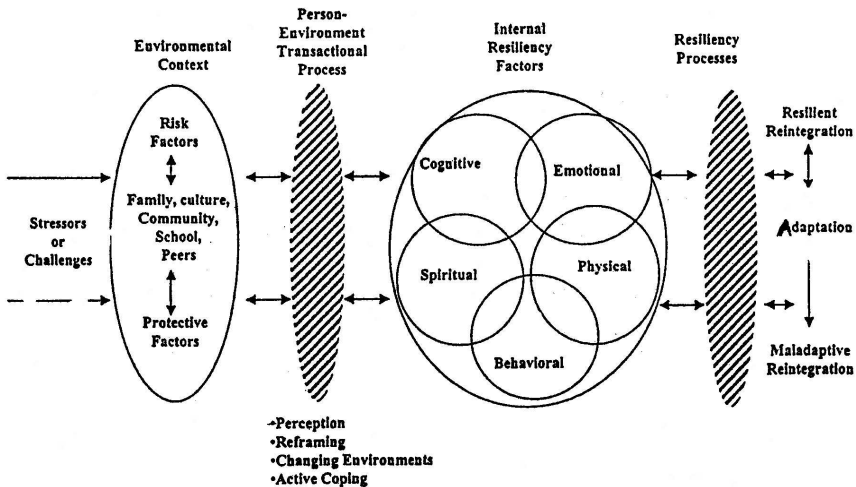 Environmental
Context
Person-
Environment
Transactional
Process
Internal
Resiliency
Factors
Resiliency
Processes
Stressors
or
Challenges
Risk
Factors
Family, culture,
Community,
School,
Peers
Protective
Factors
•Perception
•Reframing
•Changing Environments
•Active Coping
Cognitive
Emotional
Spiritual
Physical
Behavioral
Resilient
Reintegration
Adaptation
Maladaptive
Reintegration